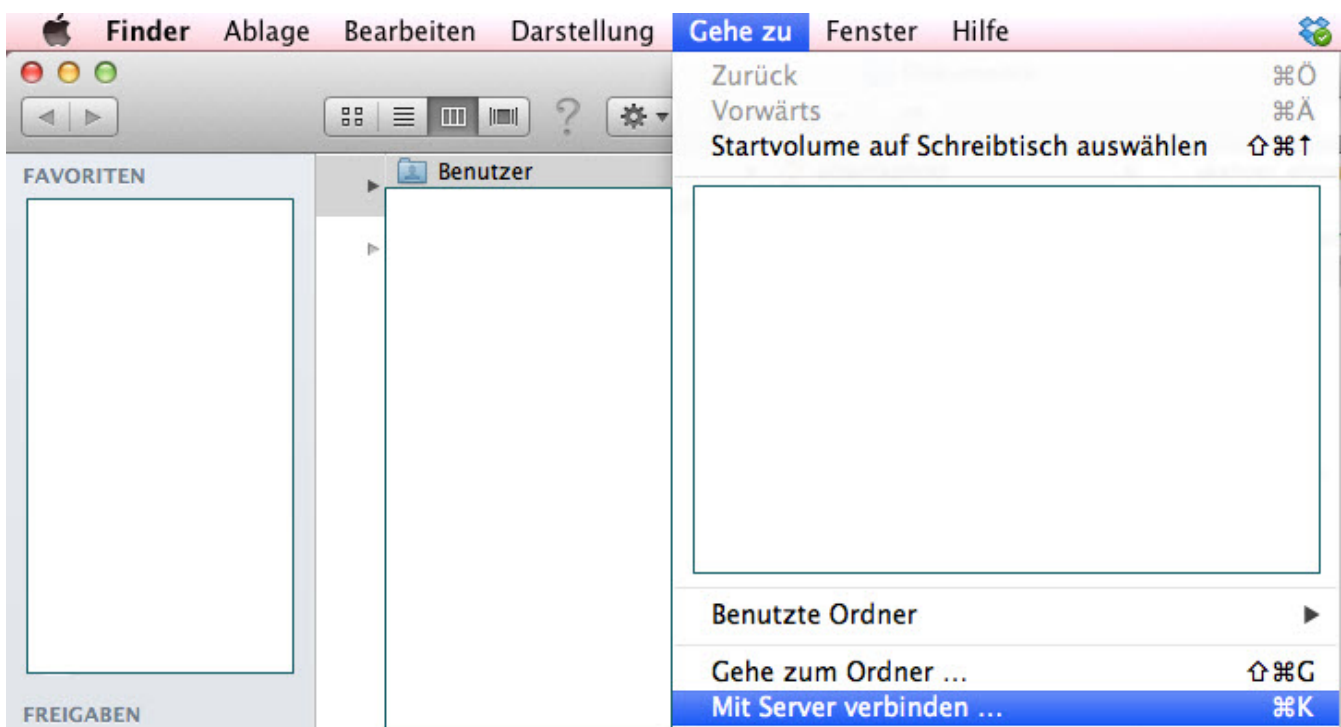 Finder Ablage Bearbeiten Darstellung Gehe zu Fenster Hilfe
Zurück ⌘Ö
Vorwärts ⌘Ä
Startvolume auf Schreibtisch auswählen ⇧⌘↑
FAVORITEN
Benutzer
Benutzte Ordner
Gehe zum Ordner ... ⇧⌘G
Mit Server verbinden ... ⌘K
FREIGABEN